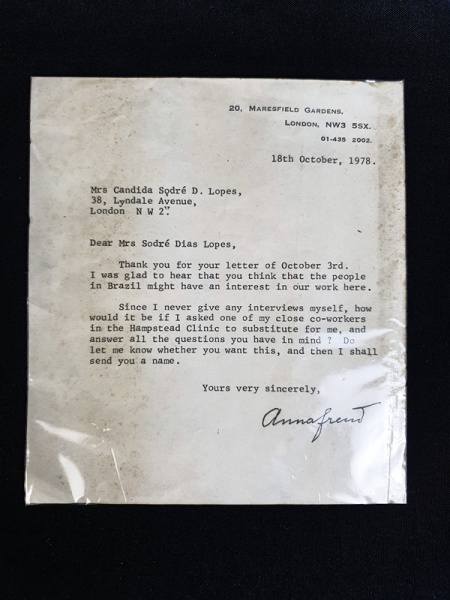 20, MARESFIELD GARDENS,
LONDON, NW3 5SX.
01-435 2002.
18th October, 1978.
Mrs Candida Sodré D. Lopes,
38, Lyndale Avenue,
London N W 2.
Dear Mrs Sodré Dias Lopes,
Thank you for your letter of October 3rd.
I was glad to hear that you think that the people
in Brazil might have an interest in our work here.
Since I never give any interviews myself, how
would it be if I asked one of my close co-workers
in the Hampstead Clinic to substitute for me, and
answer all the questions you have in mind ? Do
let me know whether you want this, and then I shall
send you a name.
Yours very sincerely,
Anna Freud